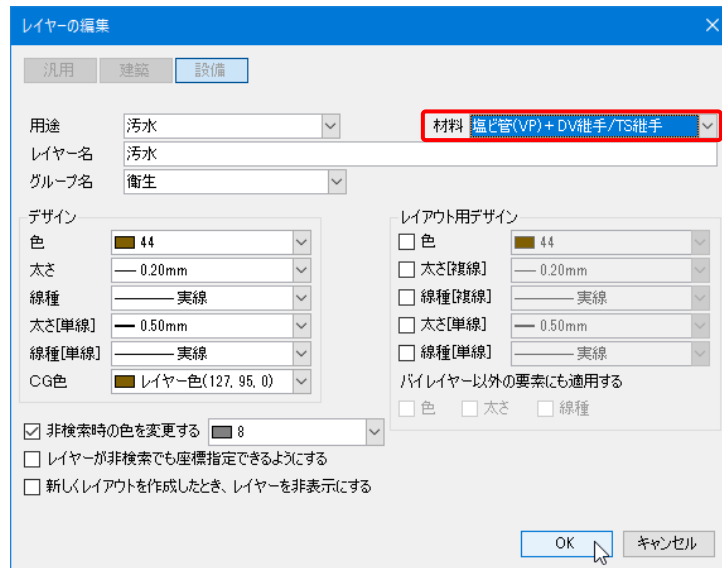 レイヤーの編集
汎用 建築 設備
用途 汚水 材料 塩ビ管(VP)+DV継手/TS継手
レイヤー名 汚水
グループ名 衛生
デザイン
色 44
太さ 0.20mm
線種 実線
太さ[単線] 0.50mm
線種[単線] 実線
CG色 レイヤー色(127, 95, 0)
レイアウト用デザイン
色 44
太さ[複線] 0.20mm
線種[複線] 実線
太さ[単線] 0.50mm
線種[単線] 実線
バイレイヤー以外の要素にも適用する
色 太さ 線種
非検索時の色を変更する 8
レイヤーが非検索でも座標指定できるようにする
新しくレイアウトを作成したとき、レイヤーを非表示にする
OK キャンセル